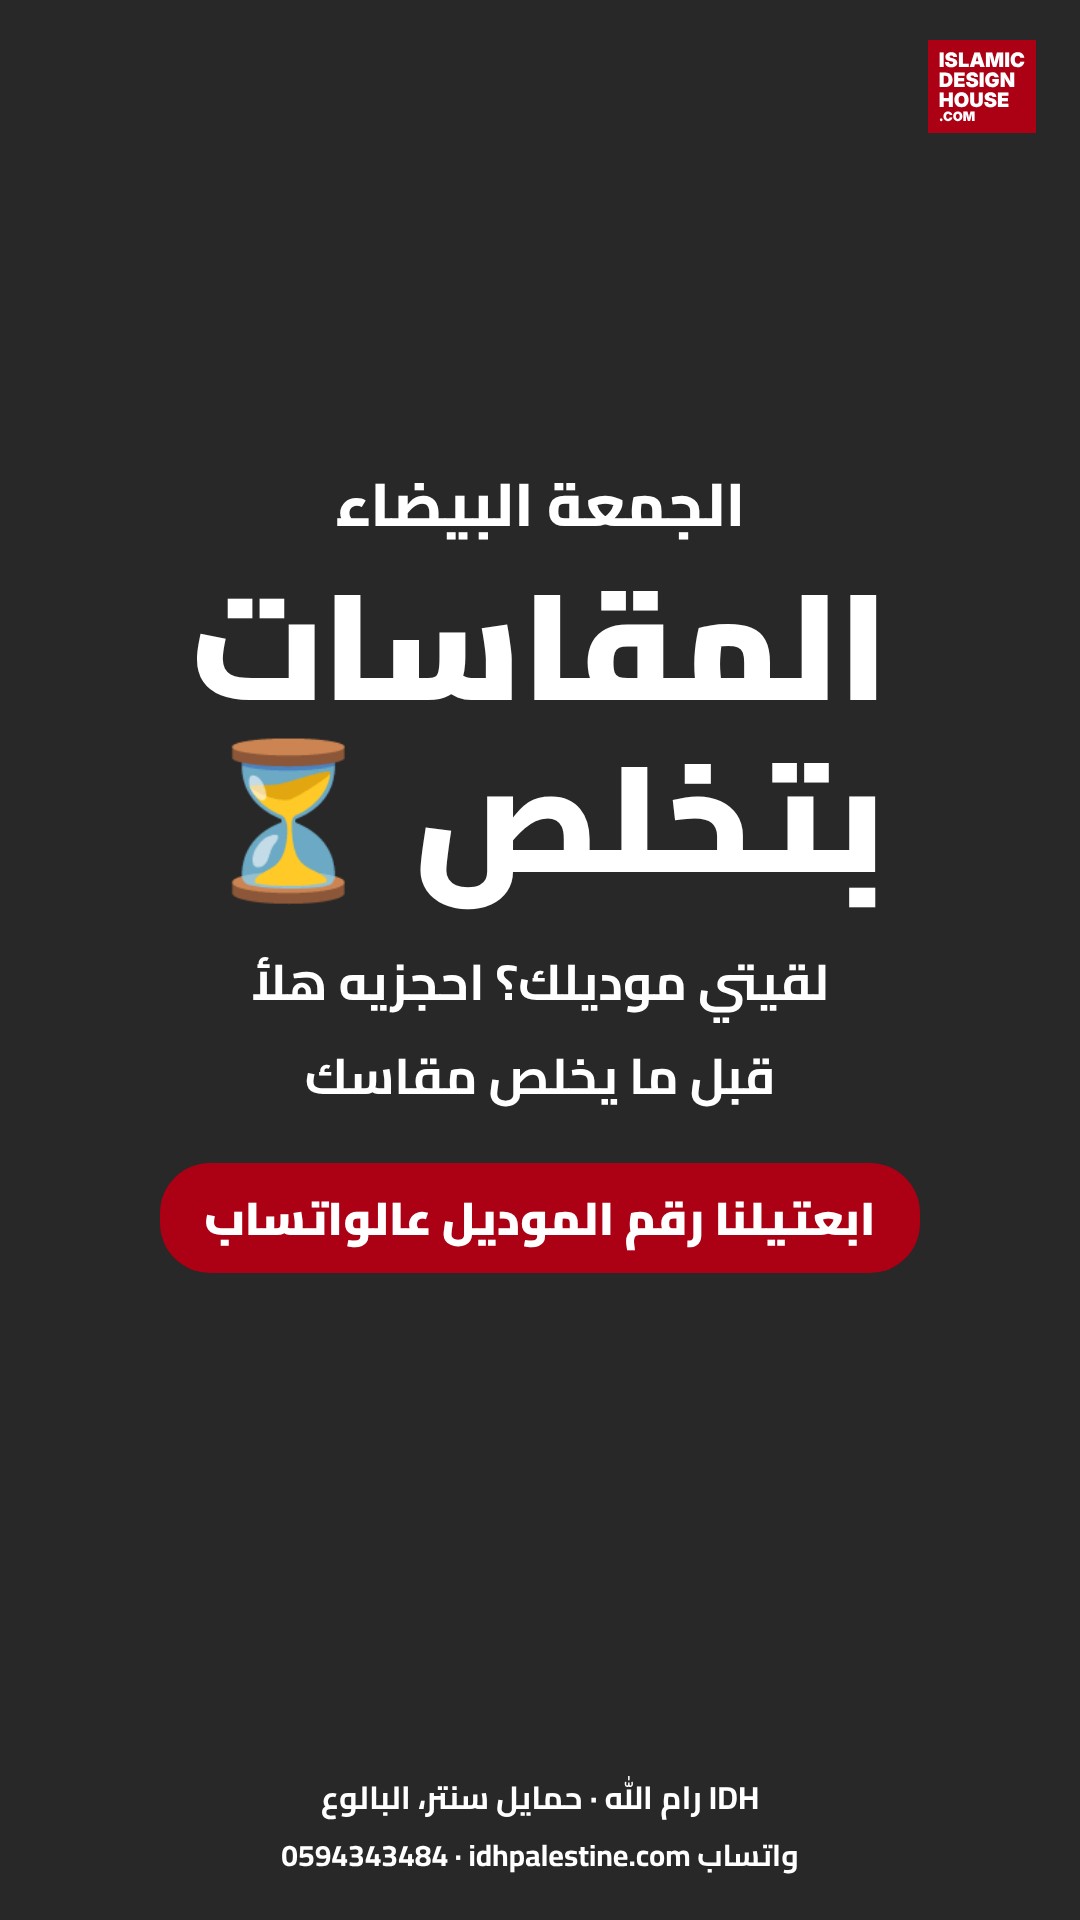 ISLAMIC
DESIGN
HOUSE
.COM
الجمعة البيضاء
المقاسات
بتخلص ⏳
لقيتي موديلك؟ احجزيه هلأ
قبل ما يخلص مقاسك
ابعتيلنا رقم الموديل عالواتساب
IDH رام الله · حمايل سنتر، البالوع
واتساب 0594343484 · idhpalestine.com